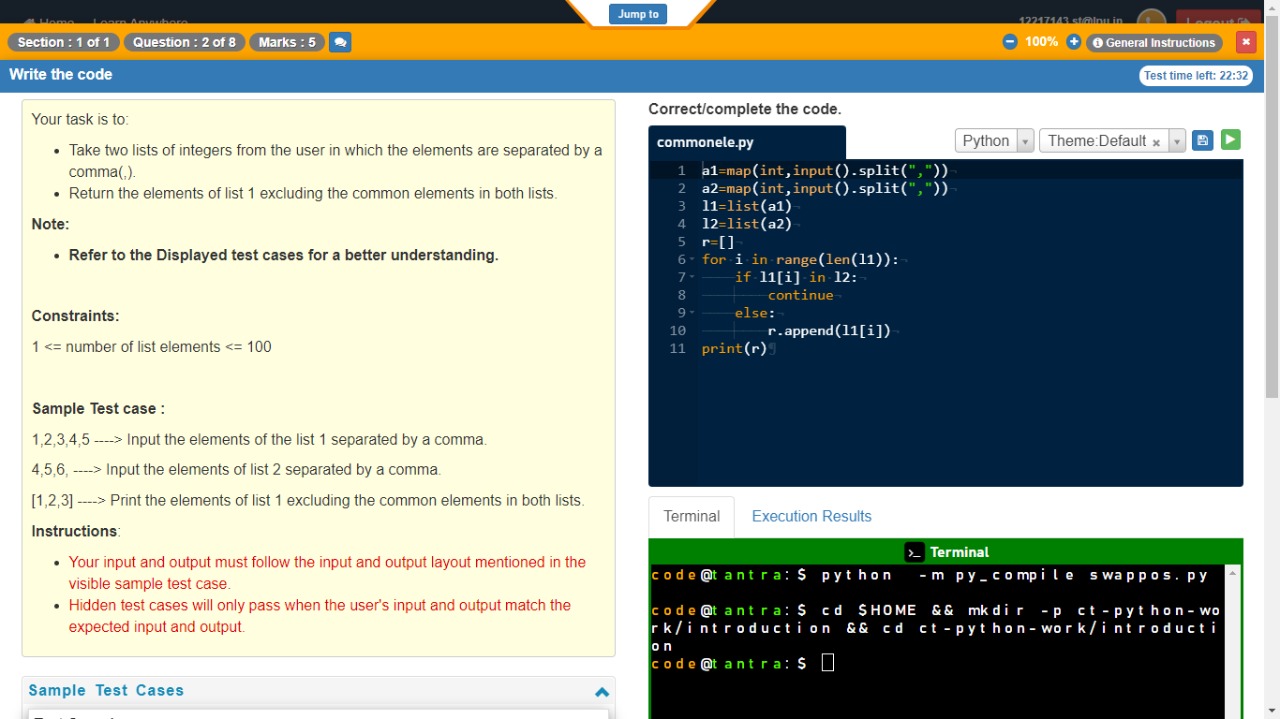 Jump to
Home Learn Anywhere
12217143.st@lpu.in
Logout
Section : 1 of 1 Question : 2 of 8 Marks : 5
100% General Instructions
Write the code
Test time left: 22:32
Your task is to:
Take two lists of integers from the user in which the elements are separated by a
comma(,).
Return the elements of list 1 excluding the common elements in both lists.
Note:
Refer to the Displayed test cases for a better understanding.
Constraints:
1 <= number of list elements <= 100
Sample Test case :
1,2,3,4,5 ----> Input the elements of the list 1 separated by a comma.
4,5,6, ----> Input the elements of list 2 separated by a comma.
[1,2,3] ----> Print the elements of list 1 excluding the common elements in both lists.
Instructions:
Your input and output must follow the input and output layout mentioned in the
visible sample test case.
Hidden test cases will only pass when the user's input and output match the
expected input and output.
Sample Test Cases
Correct/complete the code.
commonele.py
Python Theme:Default ×
1 a1=map(int,input().split(","))
2 a2=map(int,input().split(","))
3 l1=list(a1)
4 l2=list(a2)
5 r=[]
6 for i in range(len(l1)):
7 if l1[i] in l2:
8 continue
9 else:
10 r.append(l1[i])
11 print(r)
Terminal Execution Results
>_ Terminal
code@tantra:$ python -m py_compile swappos.py
code@tantra:$ cd $HOME && mkdir -p ct-python-wo
rk/introduction && cd ct-python-work/introducti
on
code@tantra:$